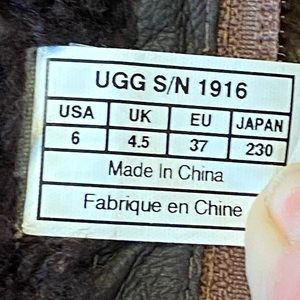 UGG S/N 1916
USA UK EU JAPAN
6 4.5 37 230
Made In China
Fabrique en Chine